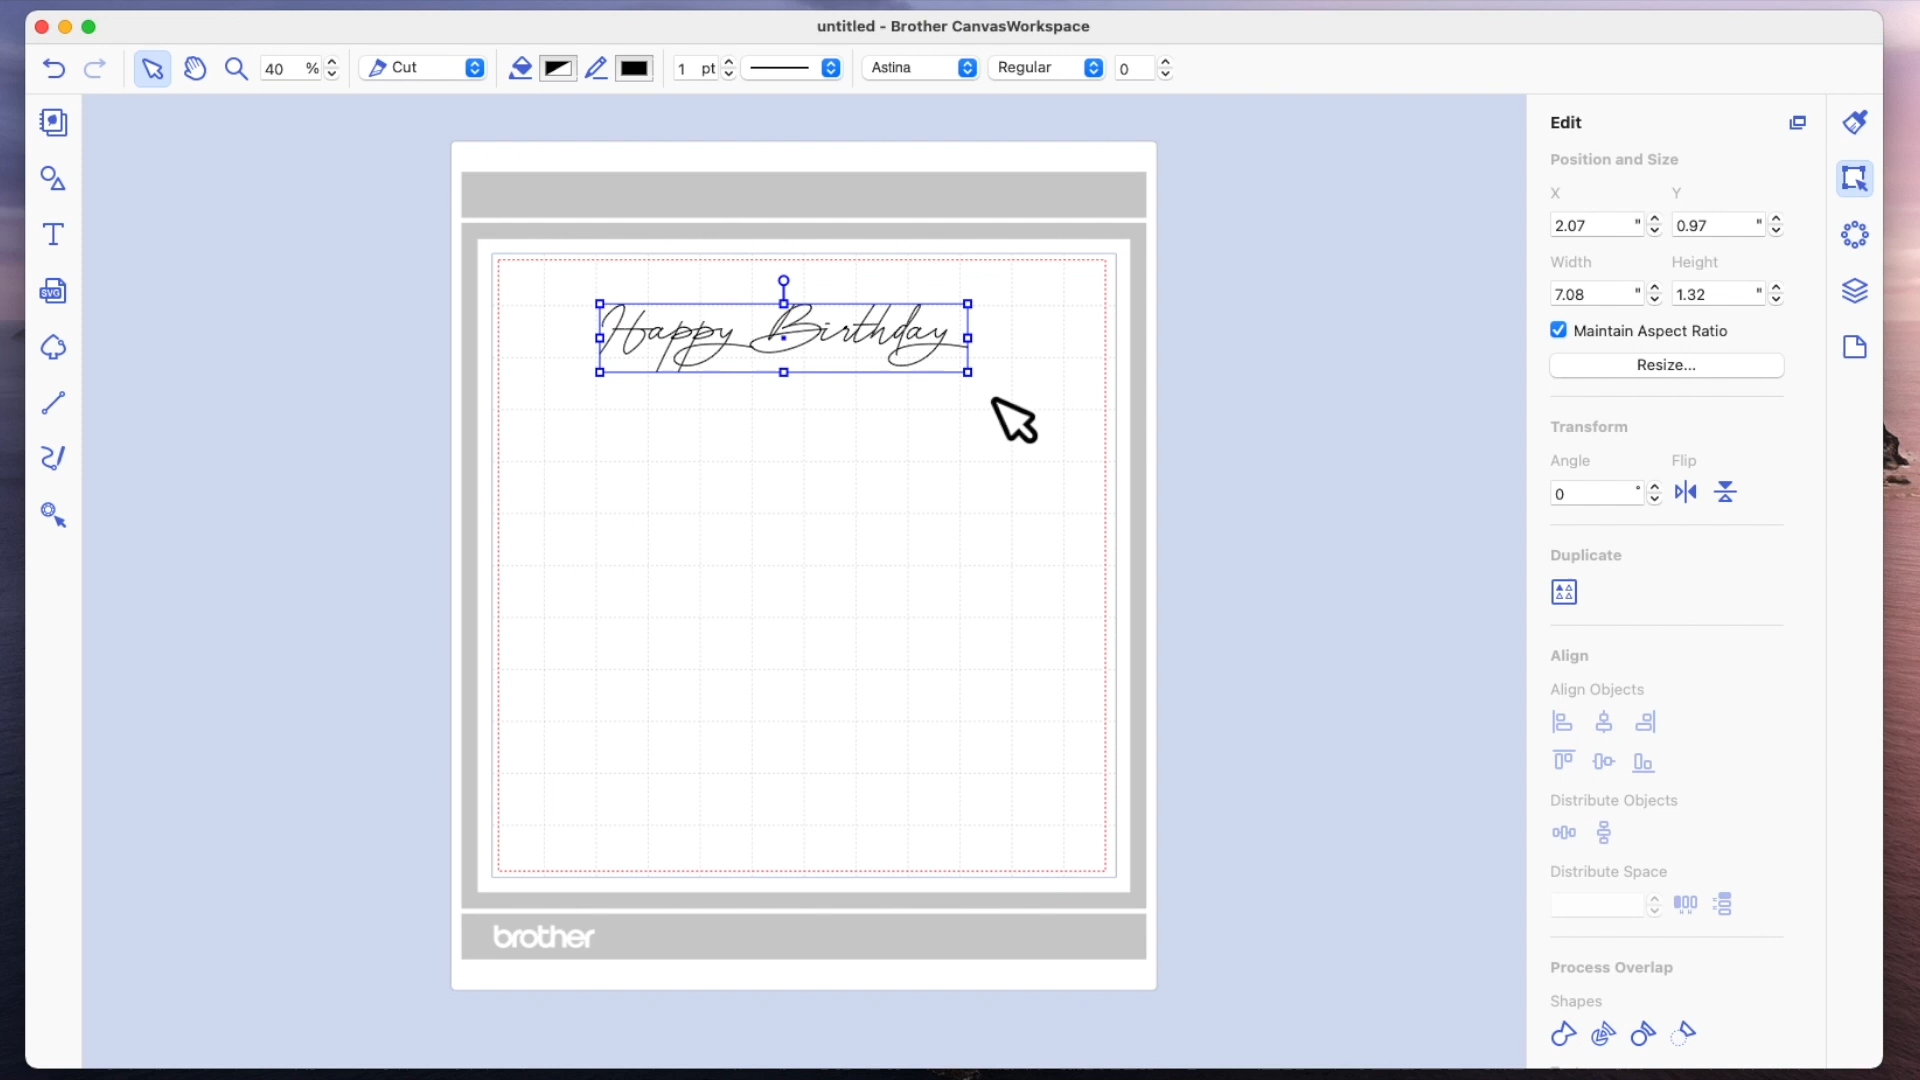 untitled - Brother CanvasWorkspace
40 % Cut 1 pt Astina Regular 0
SVG
Happy Birthday
brother
Edit
Position and Size
X Y
2.07 " 0.97 "
Width Height
7.08 " 1.32 "
Maintain Aspect Ratio
Resize...
Transform
Angle Flip
0 °
Duplicate
Align
Align Objects
Distribute Objects
Distribute Space
Process Overlap
Shapes